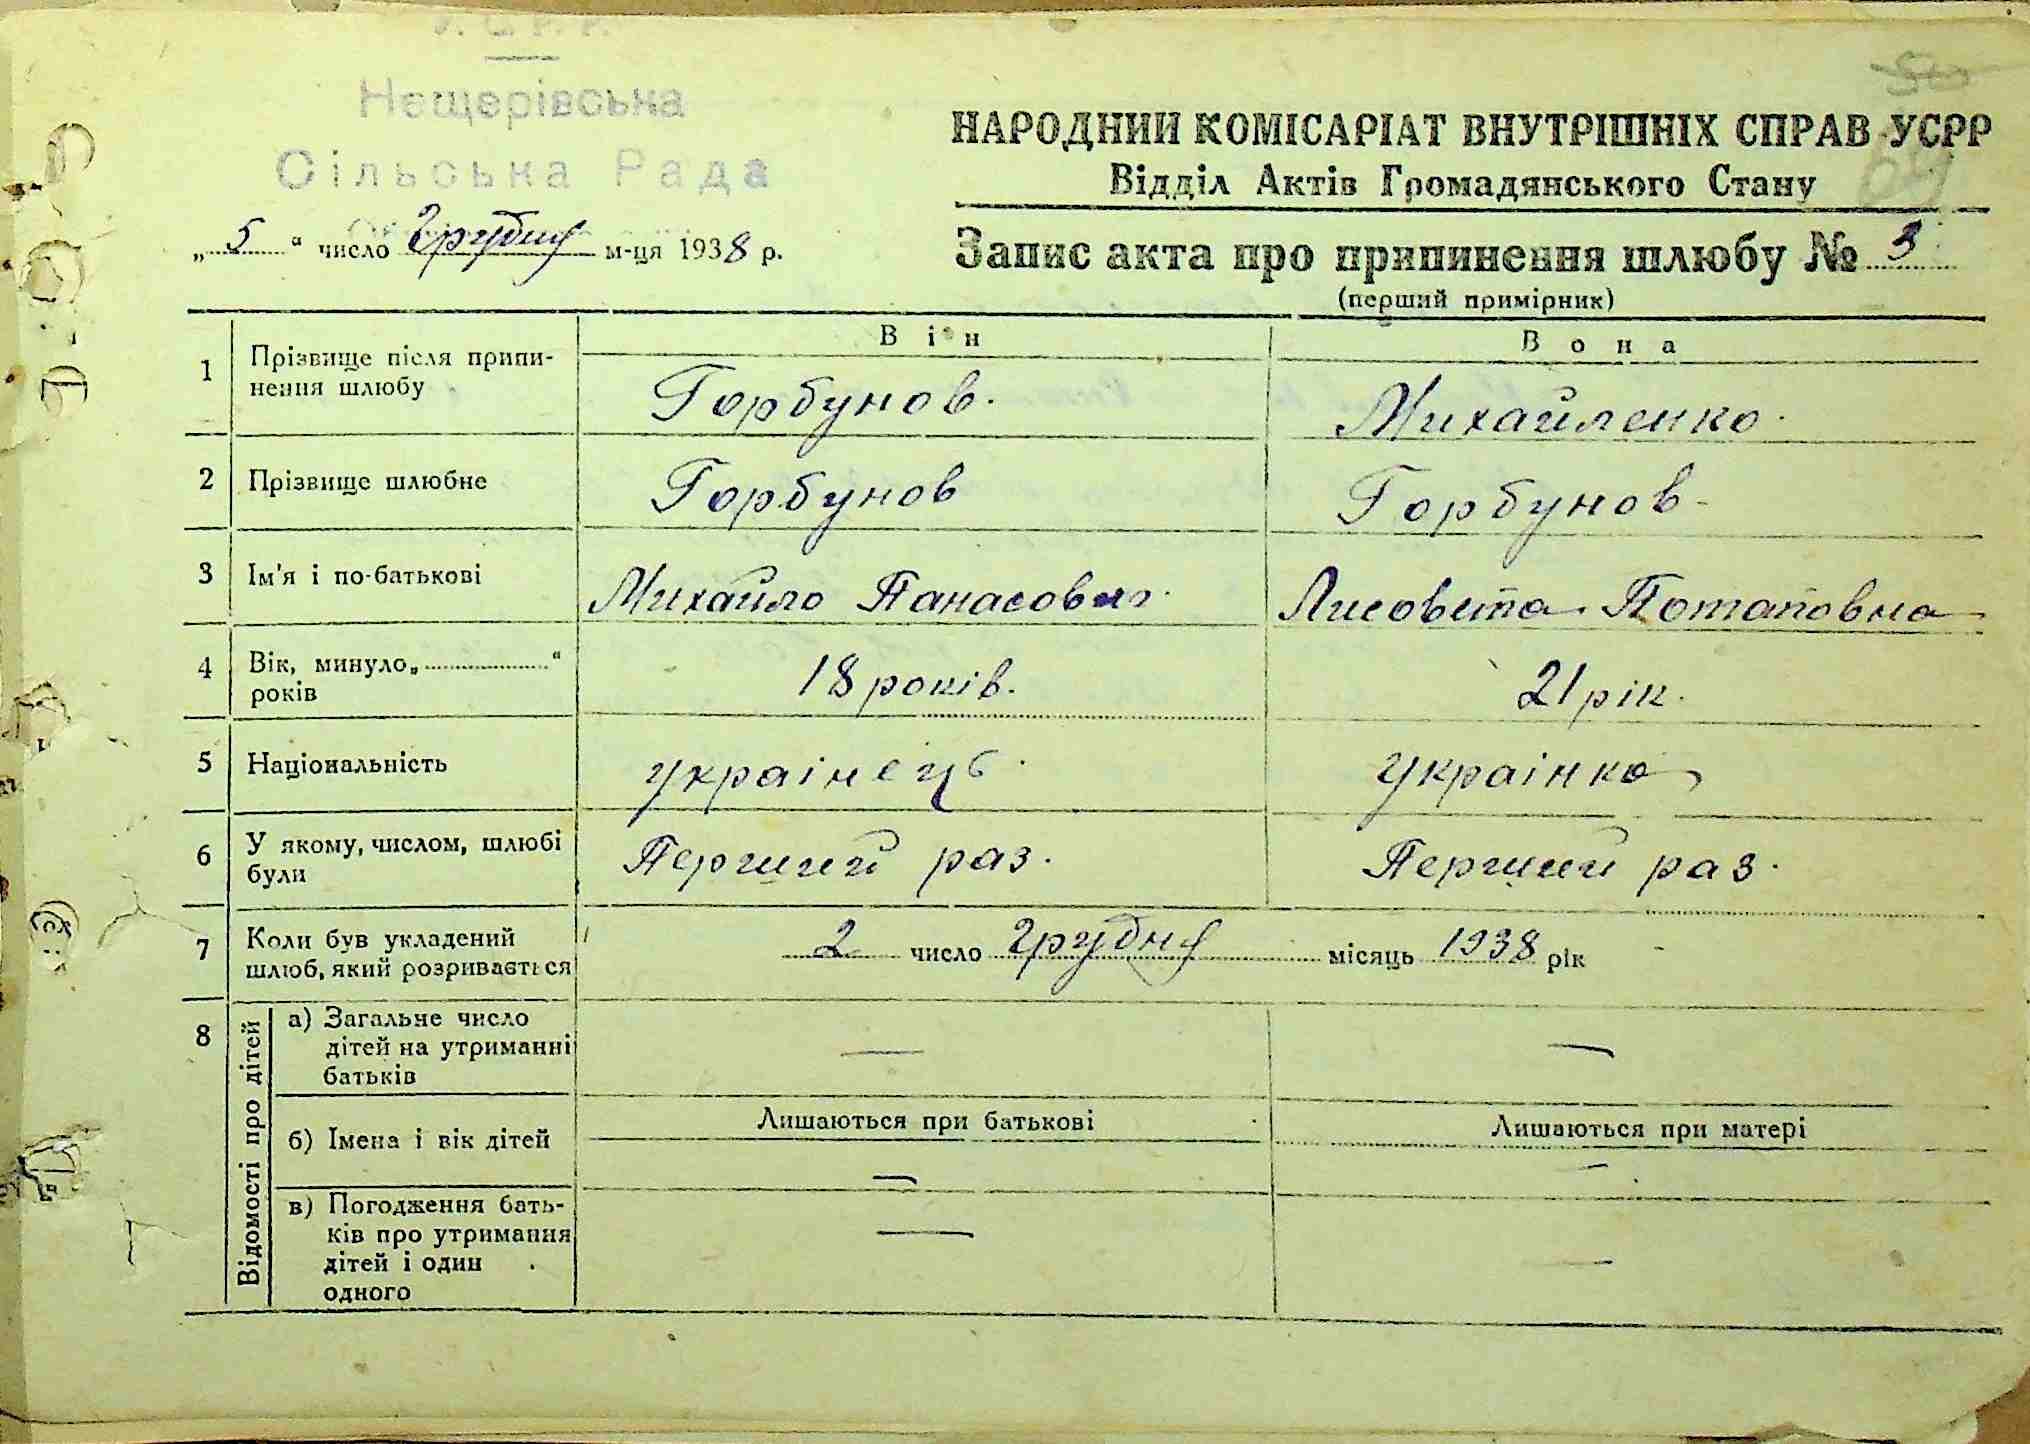 У. С. Р. Р.
Нещерівська
Сільська Рада
НАРОДНИЙ КОМІСАРІАТ ВНУТРІШНІХ СПРАВ УСРР
Відділ Актів Громадянського Стану
„ 5 “ число Грудня м-ця 1938 р.
Запис акта про припинення шлюбу № 3
(перший примірник)
Він
Вона
1 Прізвище після припи-
нення шлюбу
Горбунов.
Михайленко.
2 Прізвище шлюбне
Горбунов
Горбунов
3 Ім'я і по-батькові
Михайло Панасович.
Лисовета Потаповна
4 Вік, минуло „ “
років
18 років.
21 рік.
5 Національність
українець.
українка
6 У якому, числом, шлюбі
були
Перший раз.
Перший раз.
7 Коли був укладений
шлюб, який розривається
2 число Грудня місяць 1938 рік
8 Відомості про дітей
а) Загальне число
дітей на утриманні
батьків
—
—
б) Імена і вік дітей
Лишаються при батькові
Лишаються при матері
—
—
в) Погодження бать-
ків про утримання
дітей і один
одного
—
—